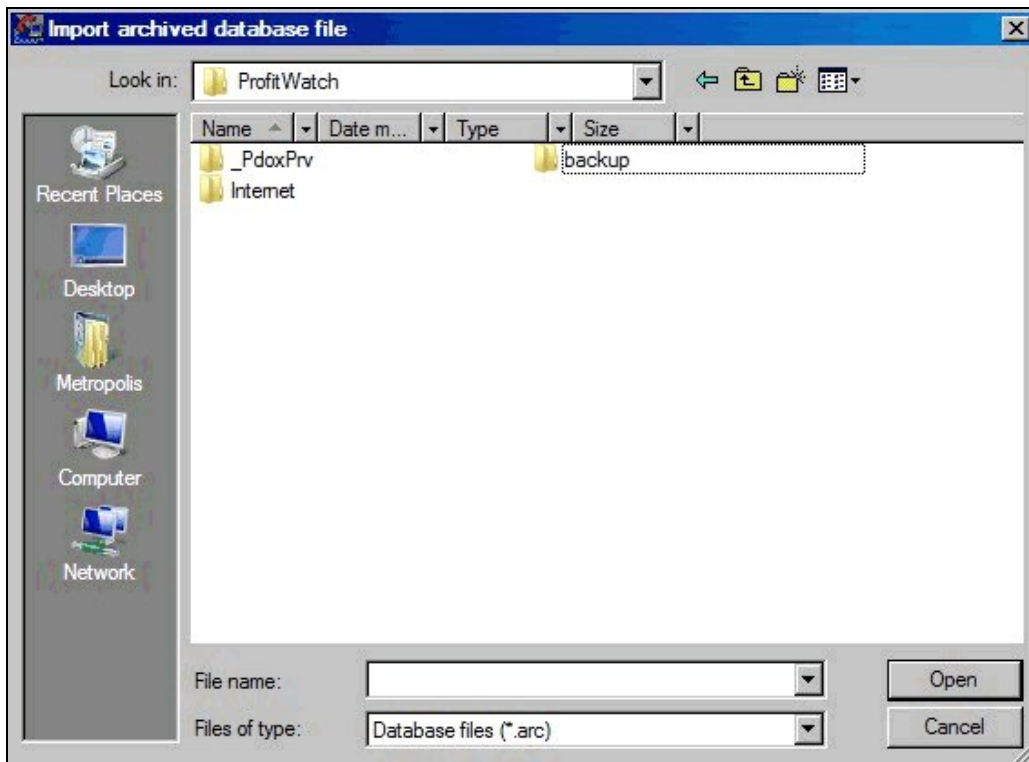 Import archived database file
Look in: ProfitWatch
Name Date m... Type Size
_PdoxPrv backup
Internet
Recent Places
Desktop
Metropolis
Computer
Network
File name: Open
Files of type: Database files (*.arc) Cancel